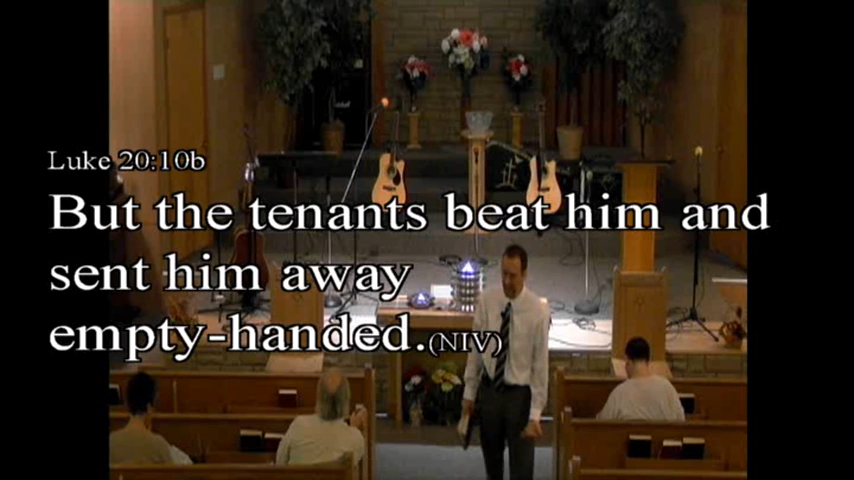 Luke 20:10b
But the tenants beat him and
sent him away
empty-handed.(NIV)